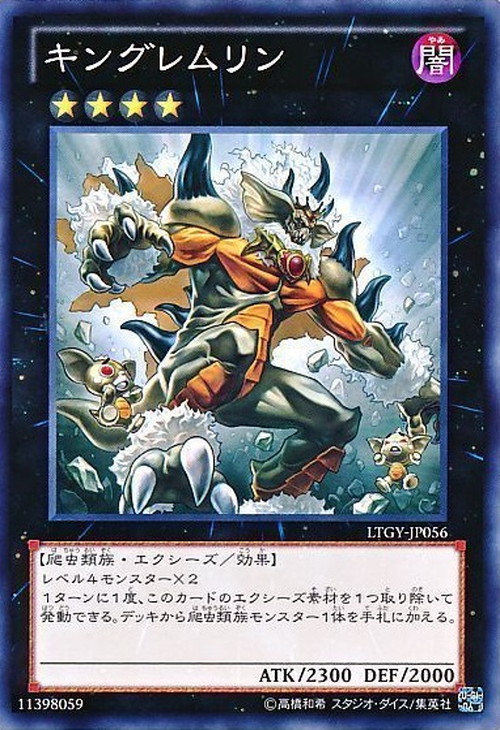 キングレムリン
闇
やみ
LTGY-JP056
【爬虫類族・エクシーズ/効果】
レベル4モンスター×2
1ターンに1度、このカードのエクシーズ素材を1つ取り除いて
発動できる。デッキから爬虫類族モンスター1体を手札に加える。
ATK/2300 DEF/2000
11398059
©高橋和希 スタジオ・ダイス/集英社